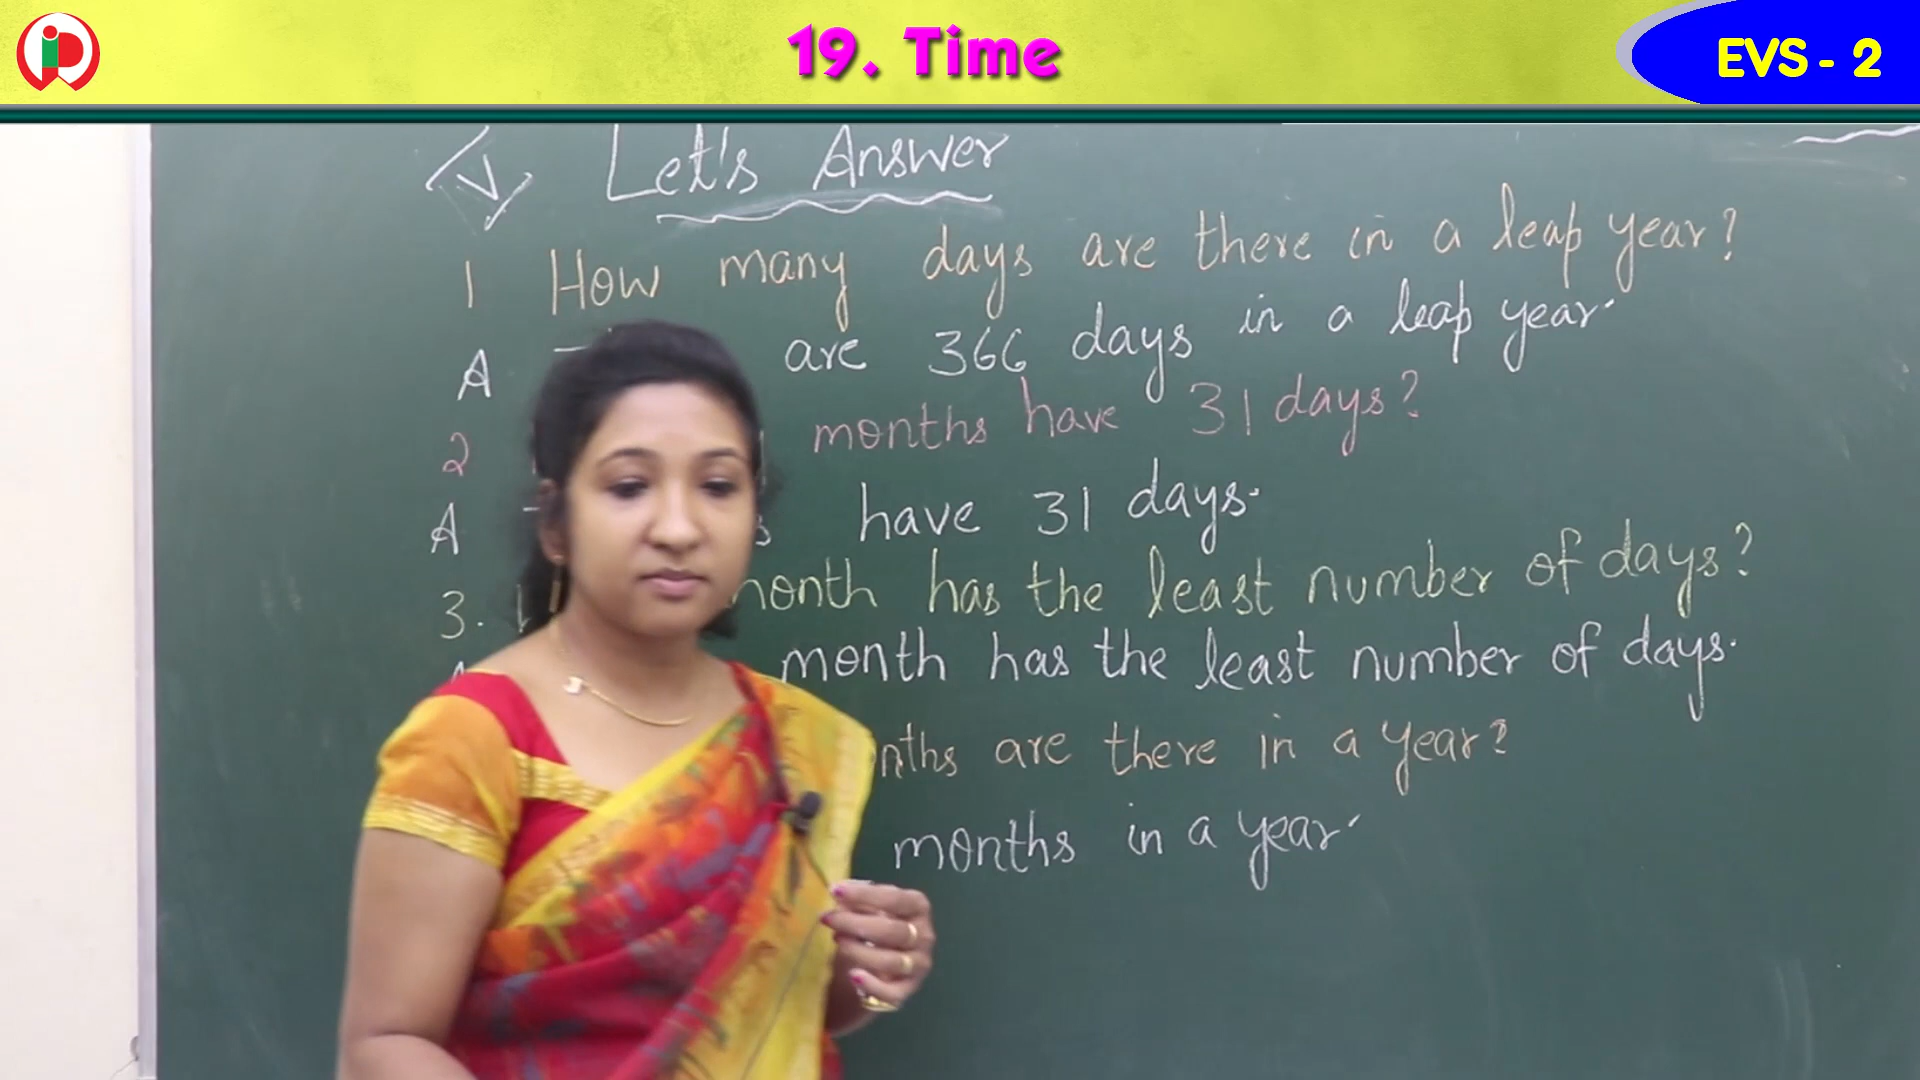 19. Time
EVS - 2
V Let's Answer
1 How many days are there in a leap year?
A are 366 days in a leap year.
2 months have 31 days?
A have 31 days.
3. month has the least number of days?
month has the least number of days.
are there in a year?
months in a year.